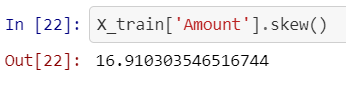 In [22]: X_train['Amount'].skew()
Out[22]: 16.910303546516744